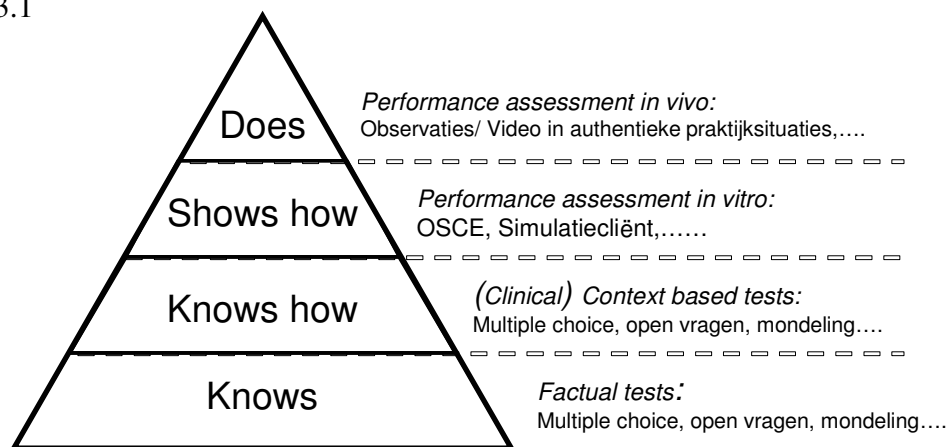 3.1
Does
Performance assessment in vivo:
Observaties/ Video in authentieke praktijksituaties,....
Shows how
Performance assessment in vitro:
OSCE, Simulatiecliënt,......
Knows how
(Clinical) Context based tests:
Multiple choice, open vragen, mondeling....
Knows
Factual tests:
Multiple choice, open vragen, mondeling....